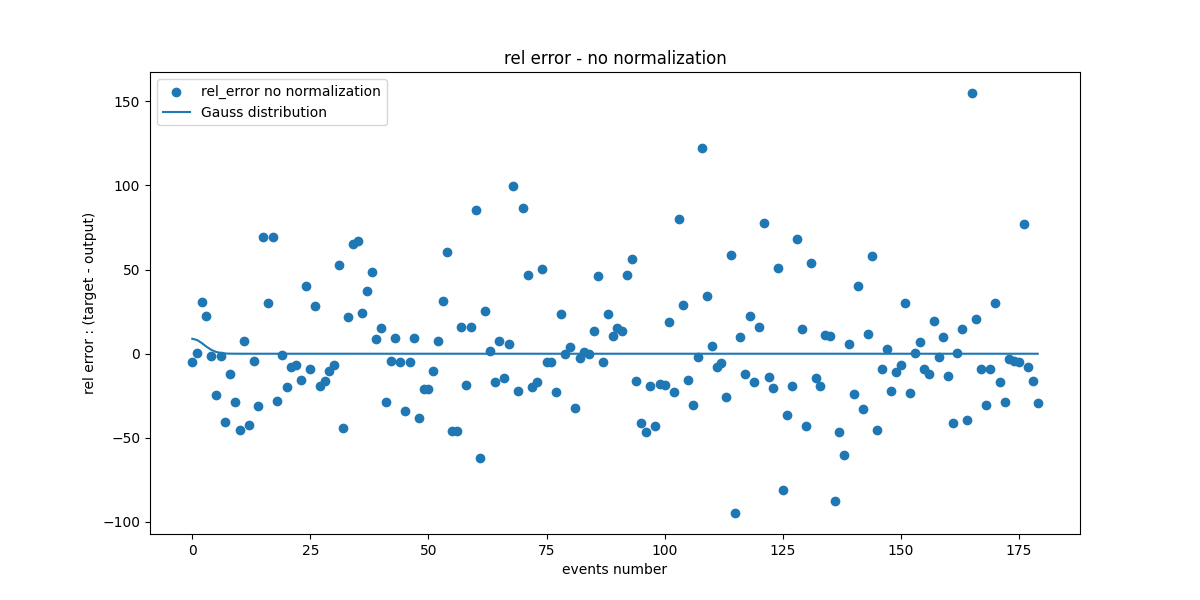 rel error - no normalization
rel_error no normalization
Gauss distribution
150
100
50
0
−50
−100
rel error : (target - output)
0
25
50
75
100
125
150
175
events number